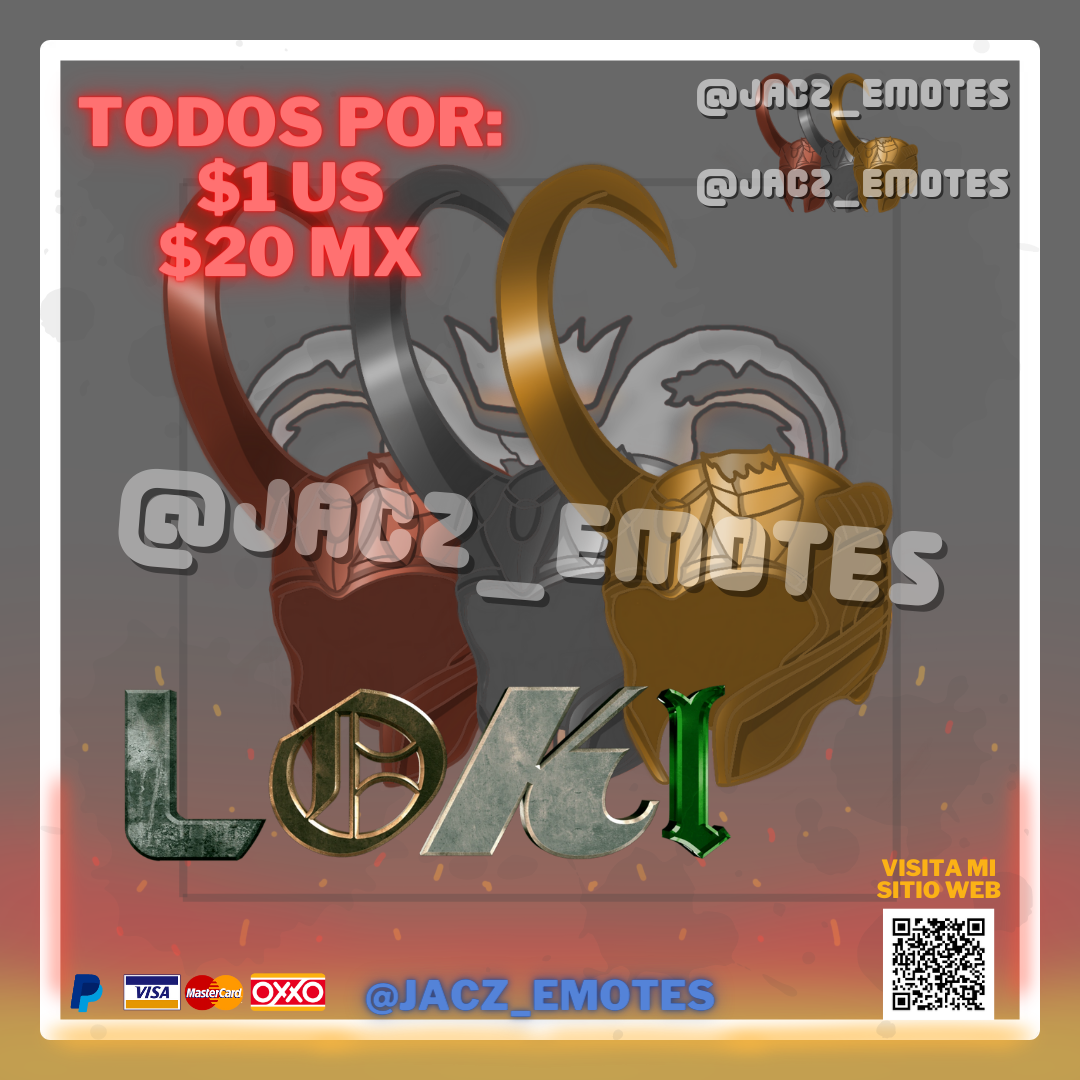 TODOS POR:
$1 US
$20 MX
@JACZ_EMOTES
@JACZ_EMOTES
@JACZ_EMOTES
LOKI
VISITA MI
SITIO WEB
VISA
MasterCard
OXXO
@JACZ_EMOTES